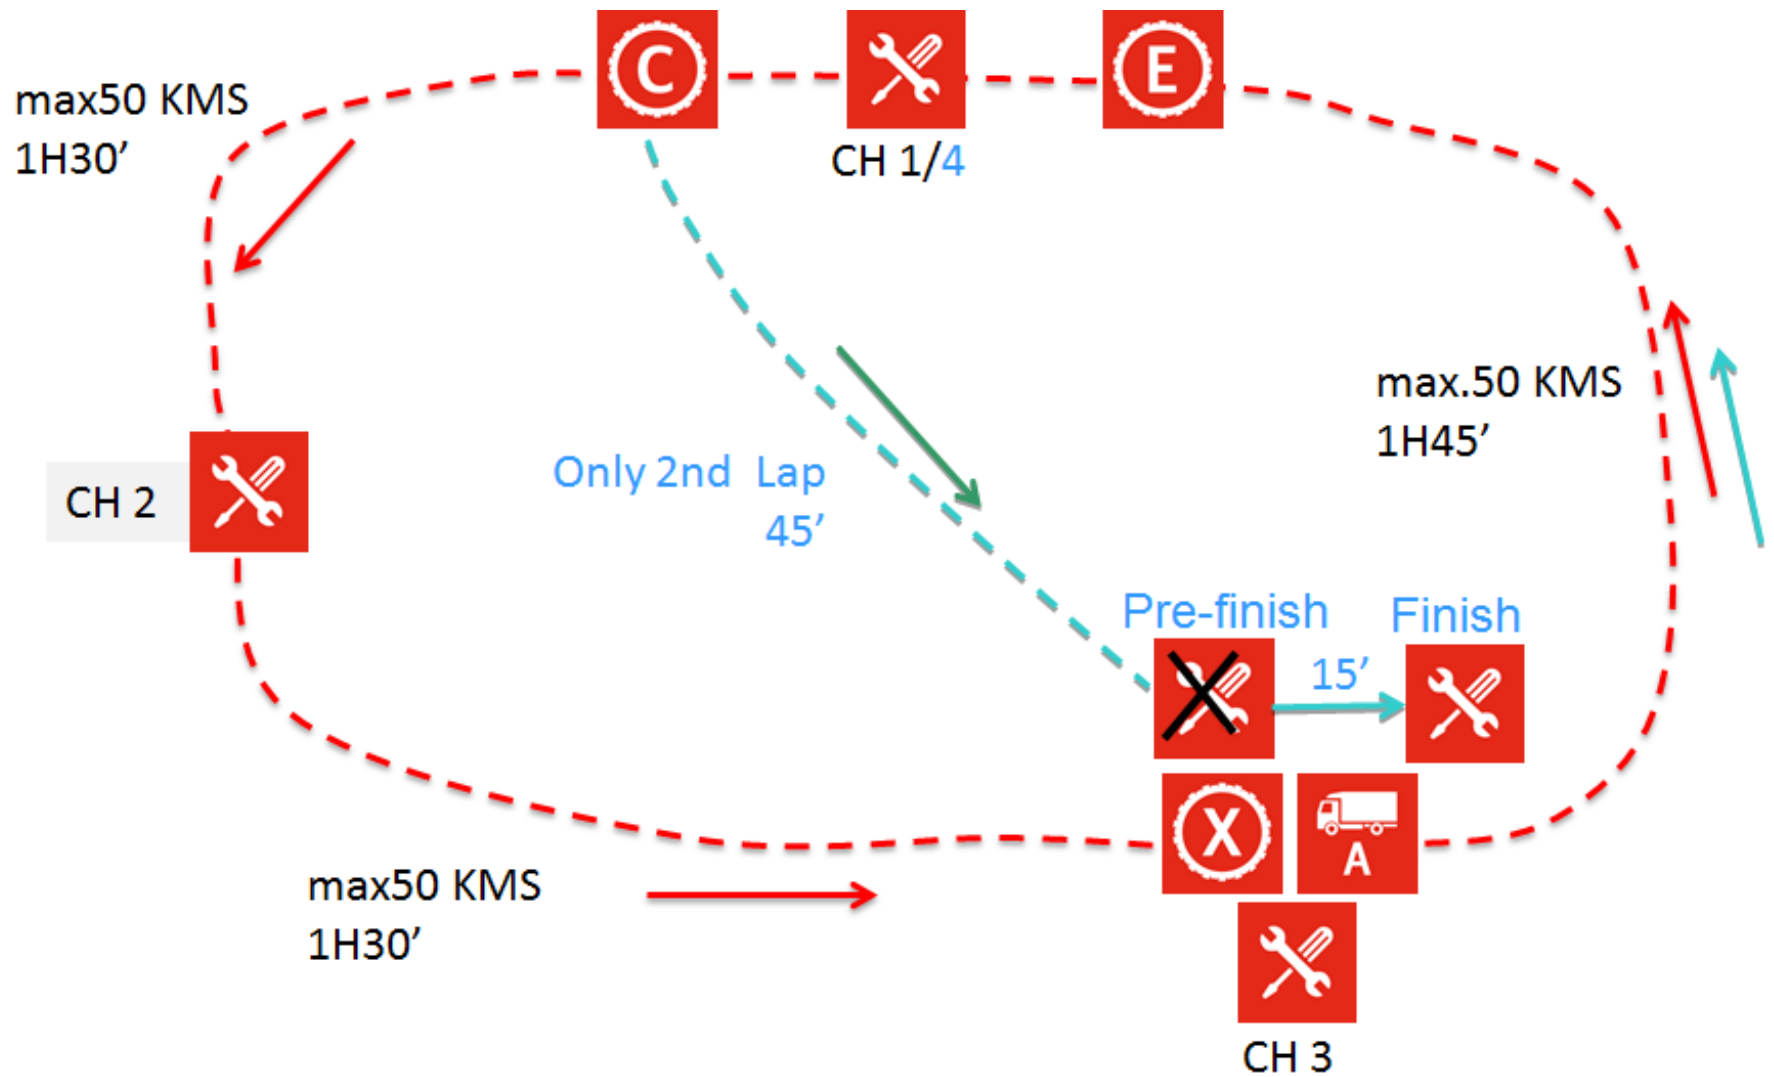 C
E
max50 KMS
1H30’
CH 1/4
max.50 KMS
1H45’
CH 2
Only 2nd Lap
45’
Pre-finish
Finish
15’
X
A
max50 KMS
1H30’
CH 3